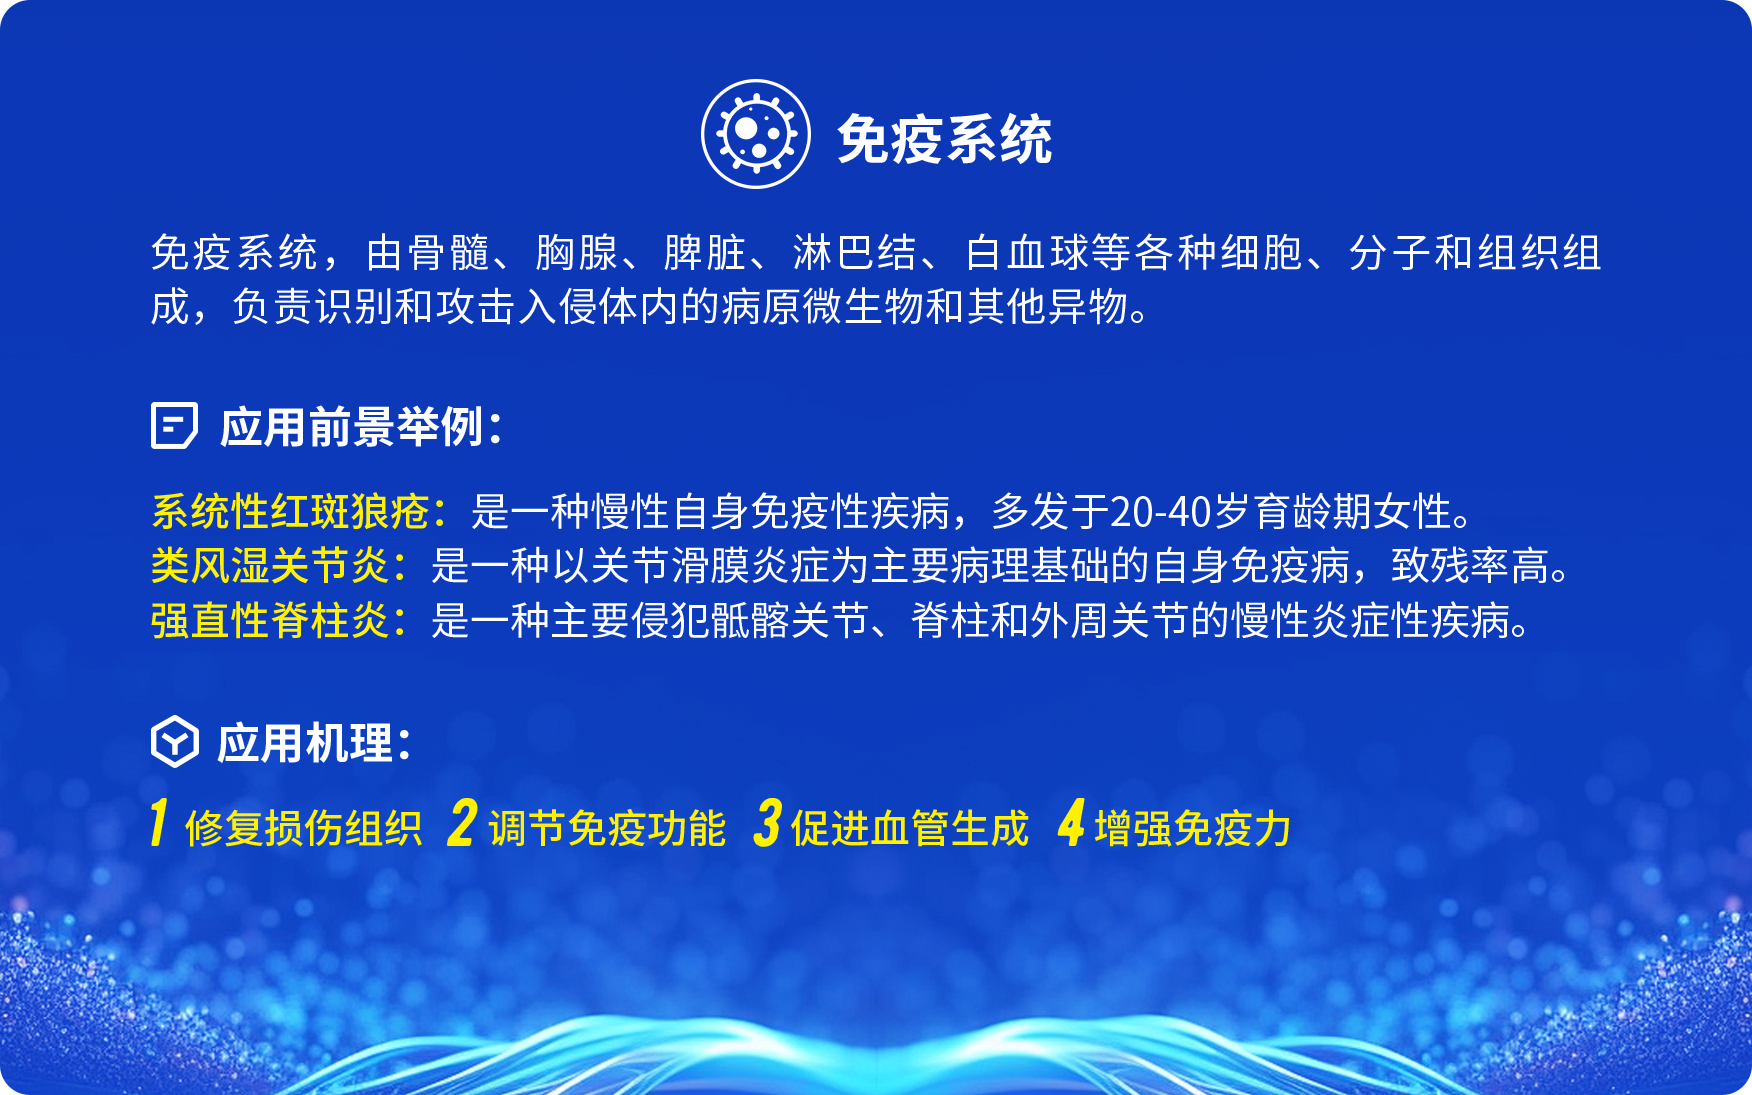 免疫系统
免疫系统，由骨髓、胸腺、脾脏、淋巴结、白血球等各种细胞、分子和组织组
成，负责识别和攻击入侵体内的病原微生物和其他异物。
应用前景举例：
系统性红斑狼疮：是一种慢性自身免疫性疾病，多发于20-40岁育龄期女性。
类风湿关节炎：是一种以关节滑膜炎症为主要病理基础的自身免疫病，致残率高。
强直性脊柱炎：是一种主要侵犯骶髂关节、脊柱和外周关节的慢性炎症性疾病。
应用机理：
1 修复损伤组织 2 调节免疫功能 3 促进血管生成 4 增强免疫力